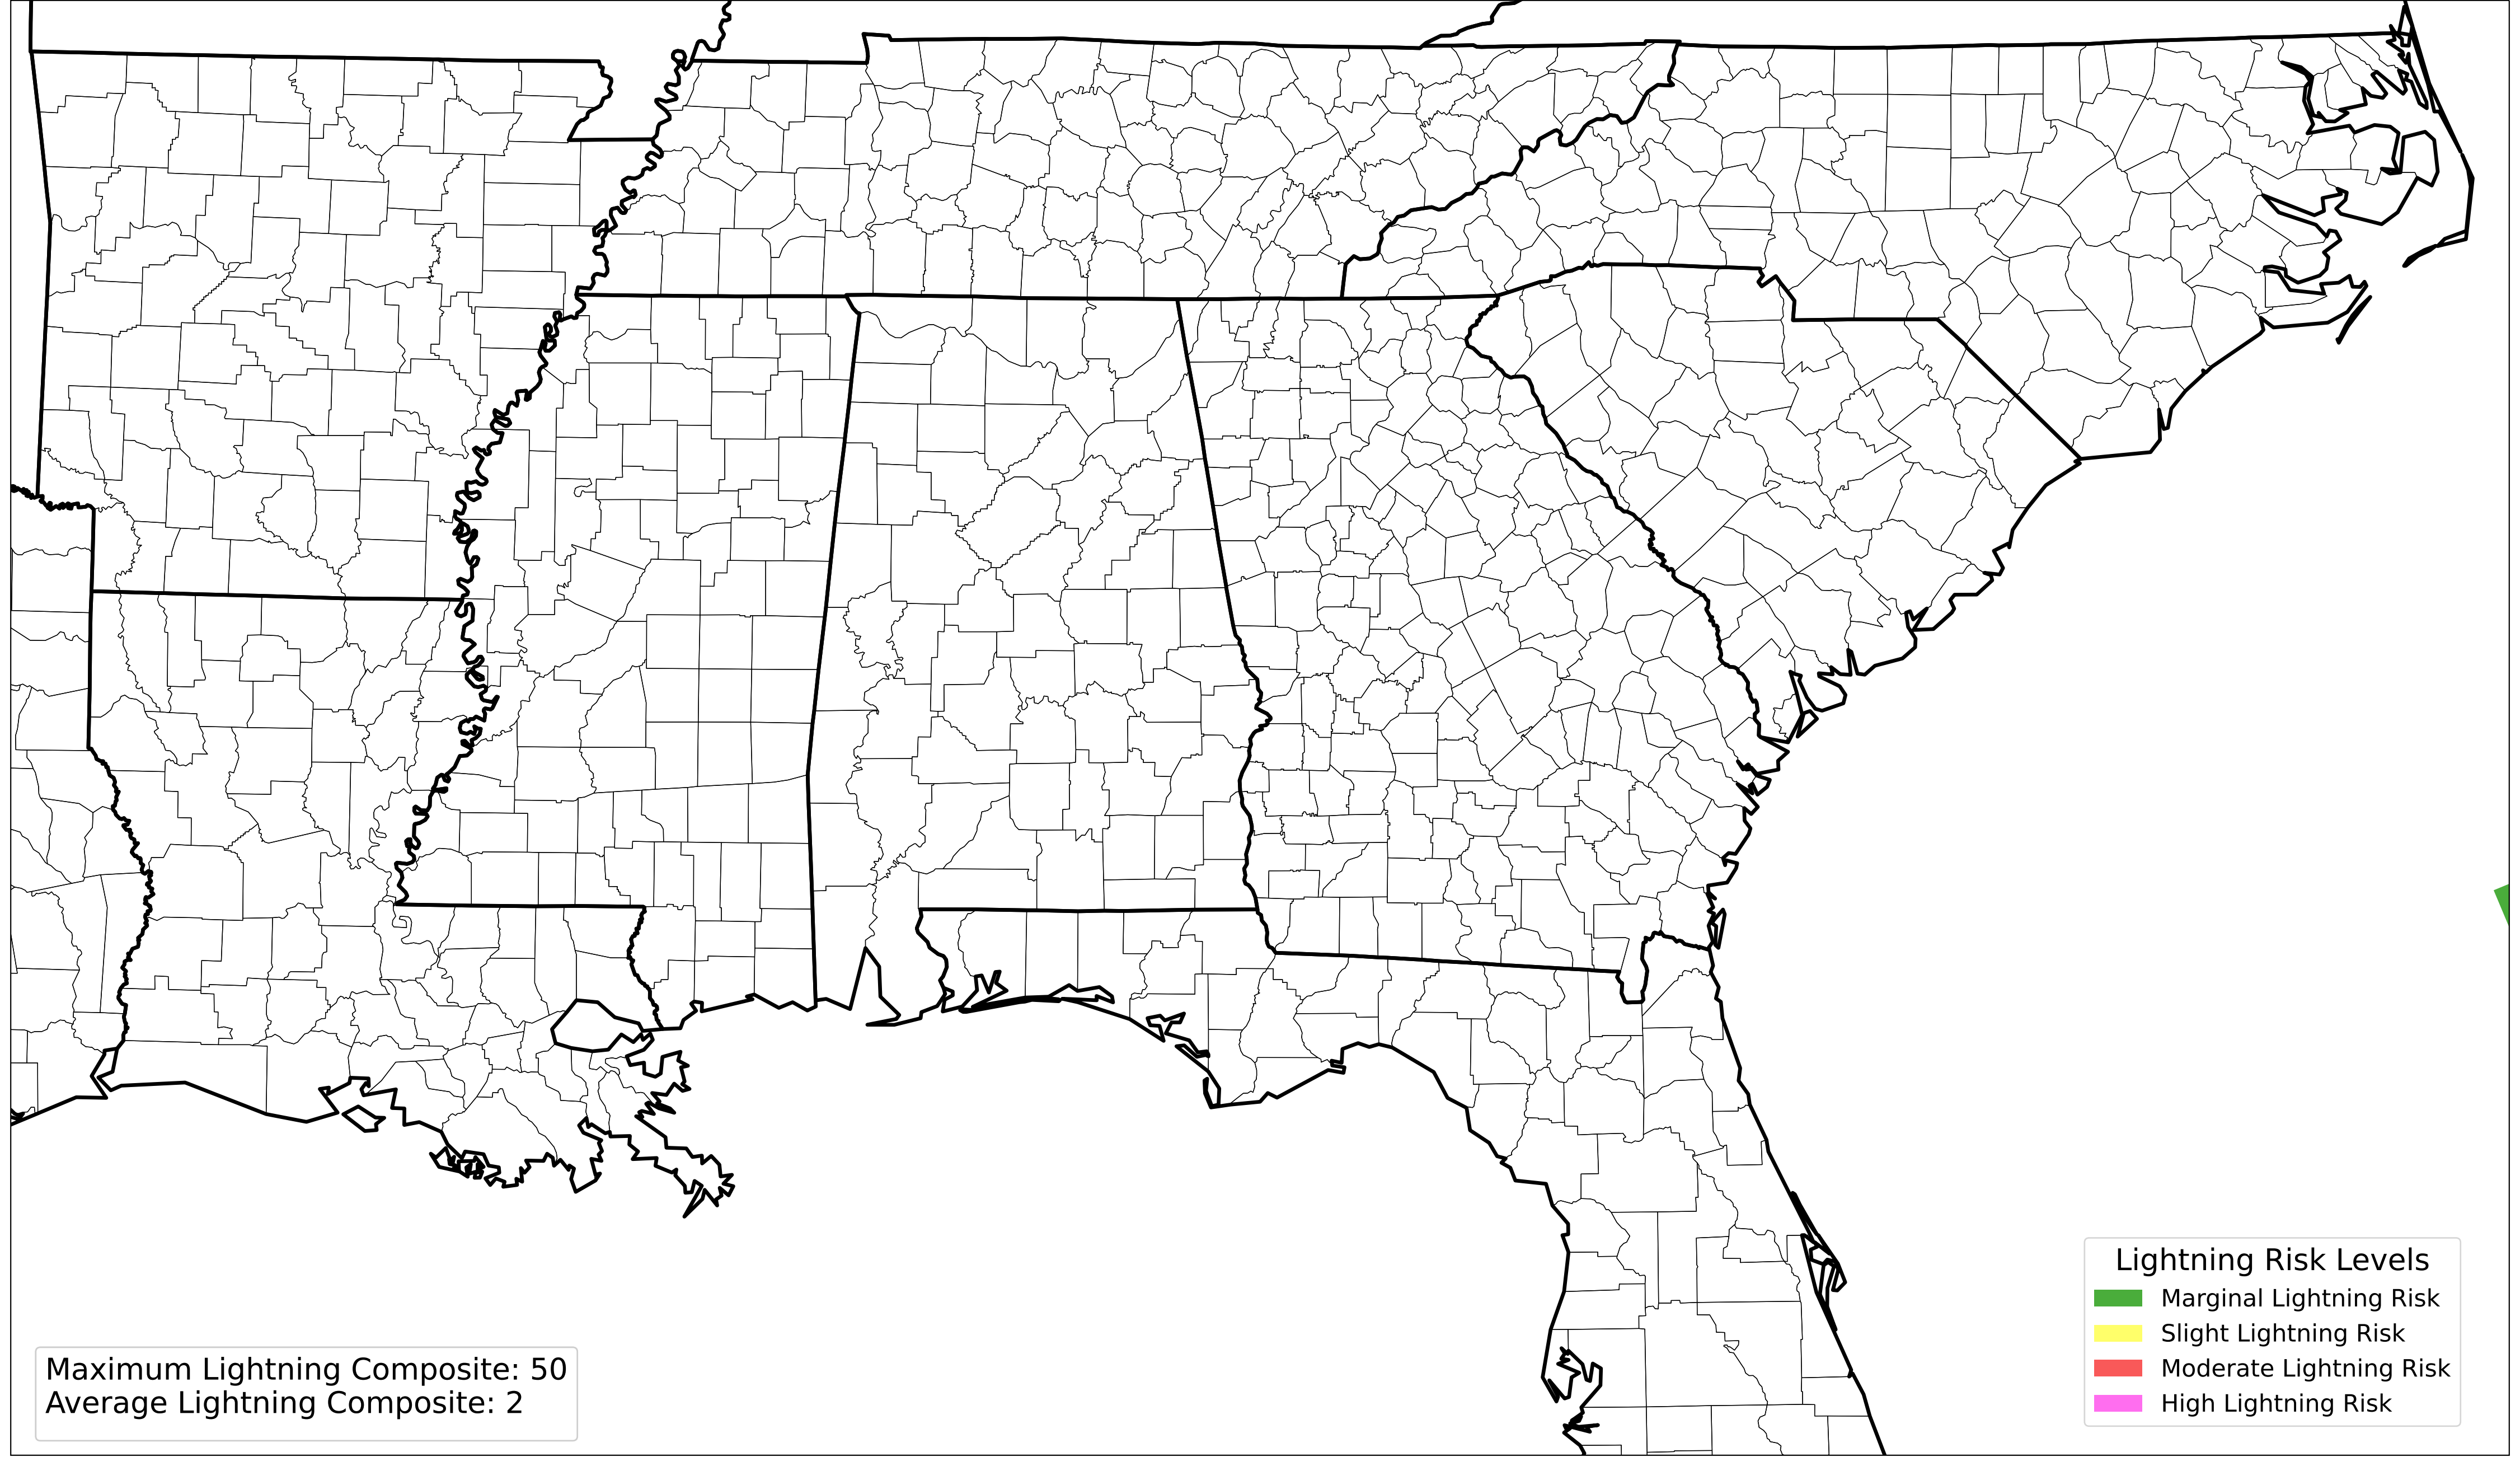 Maximum Lightning Composite: 50
Average Lightning Composite: 2
Lightning Risk Levels
Marginal Lightning Risk
Slight Lightning Risk
Moderate Lightning Risk
High Lightning Risk